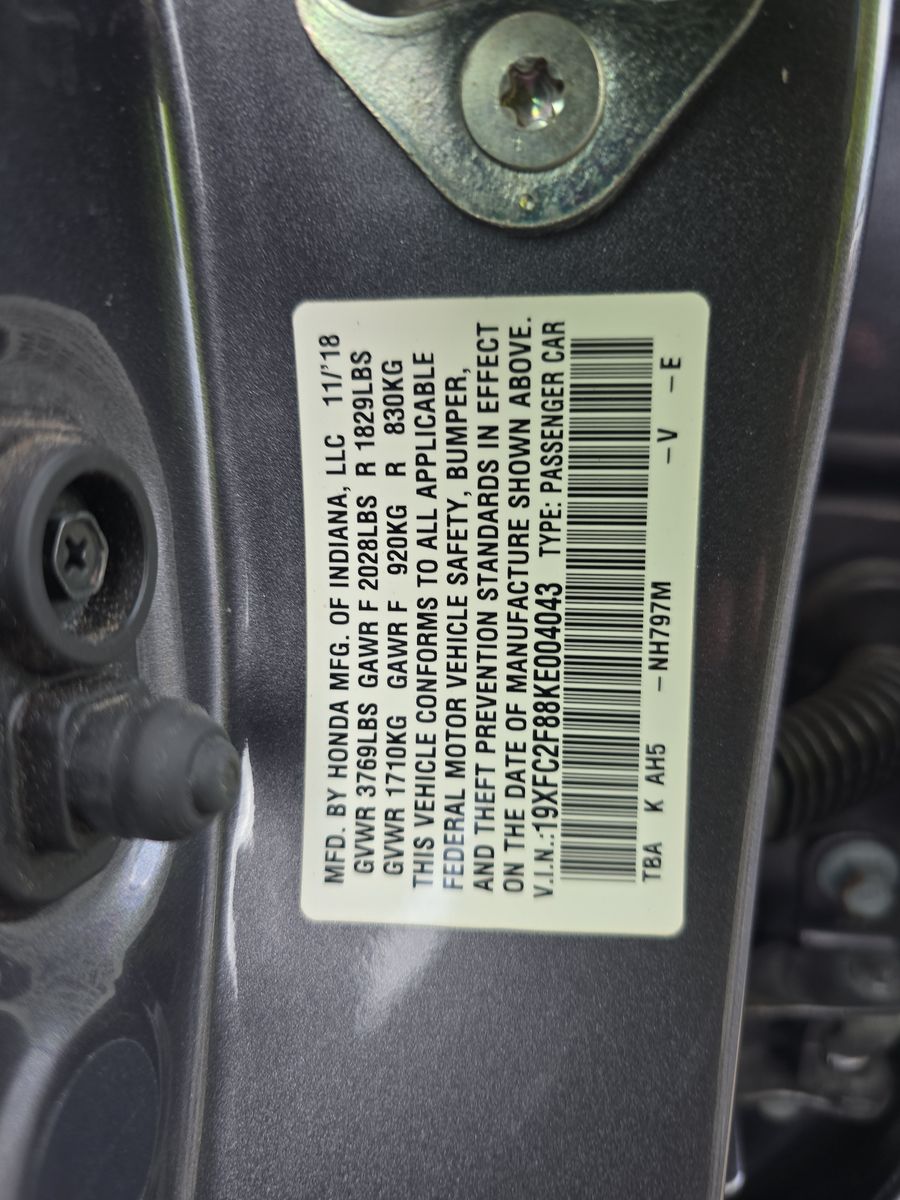 MFD. BY HONDA MFG. OF INDIANA, LLC 11/'18
GVWR 3769LBS GAWR F 2028LBS R 1829LBS
GVWR 1710KG GAWR F 920KG R 830KG
THIS VEHICLE CONFORMS TO ALL APPLICABLE
FEDERAL MOTOR VEHICLE SAFETY, BUMPER,
AND THEFT PREVENTION STANDARDS IN EFFECT
ON THE DATE OF MANUFACTURE SHOWN ABOVE.
V.I.N.:19XFC2F88KE004043 TYPE: PASSENGER CAR
TBA K AH5 -NH797M -V -E